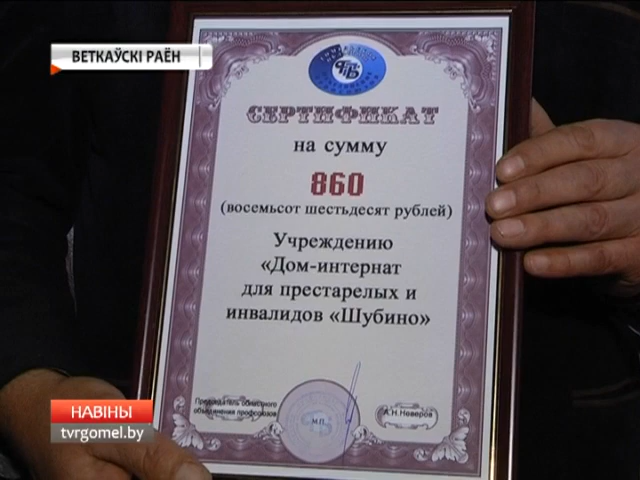 ВЕТКАЎСКІ РАЁН
СЕРТИФИКАТ
на сумму
860
(восемьсот шестьдесят рублей)
Учреждению
«Дом-интернат
для престарелых и
инвалидов «Шубино»
Председатель областного
объединения профсоюзов
М.П.
А.Н.Неверов
НАВІНЫ
tvrgomel.by